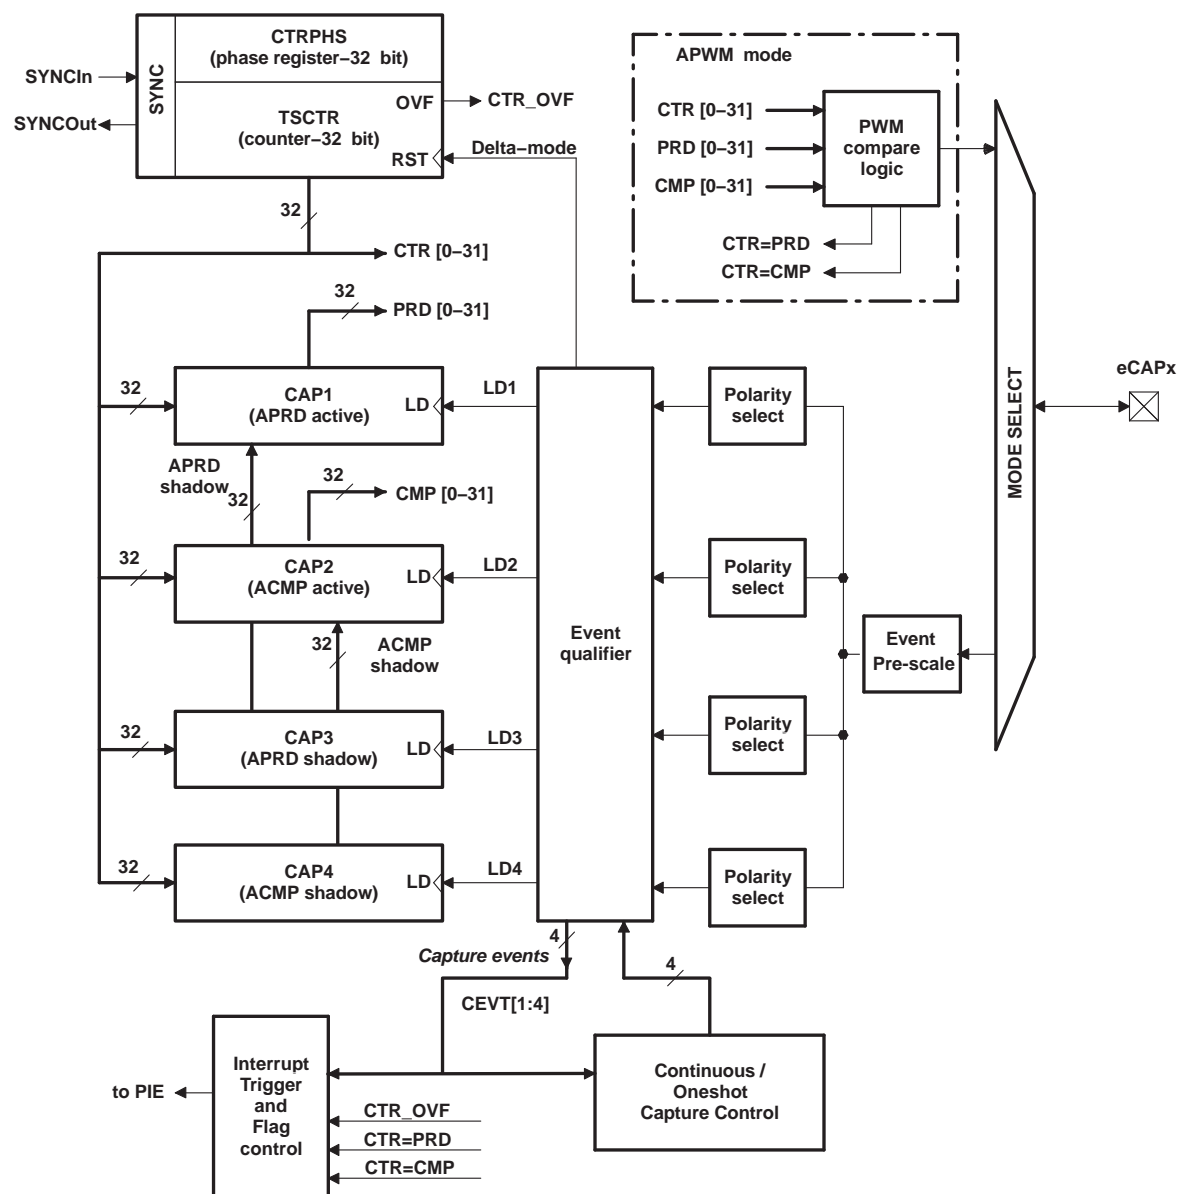 CTRPHS
(phase register−32 bit)
SYNC
SYNCIn
SYNCOut
OVF
CTR_OVF
TSCTR
(counter−32 bit)
RST
Delta−mode
32
CTR [0−31]
32
PRD [0−31]
APWM mode
CTR [0−31]
PRD [0−31]
CMP [0−31]
PWM
compare
logic
CTR=PRD
CTR=CMP
MODE SELECT
eCAPx
32
CAP1
(APRD active)
LD
LD1
Polarity
select
APRD
shadow
32
32
CMP [0−31]
32
CAP2
(ACMP active)
LD
LD2
Polarity
select
32
ACMP
shadow
Event
qualifier
Event
Pre-scale
32
CAP3
(APRD shadow)
LD
LD3
Polarity
select
32
CAP4
(ACMP shadow)
LD
LD4
Polarity
select
4
Capture events
4
CEVT[1:4]
Interrupt
Trigger
and
Flag
control
to PIE
CTR_OVF
CTR=PRD
CTR=CMP
Continuous /
Oneshot
Capture Control